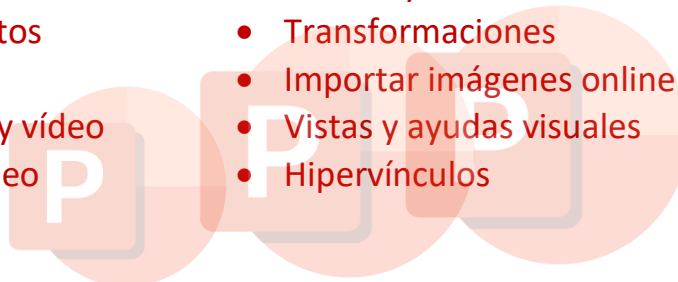 tos
y vídeo
eo
• Transformaciones
• Importar imágenes online
• Vistas y ayudas visuales
• Hipervínculos
P
P
P